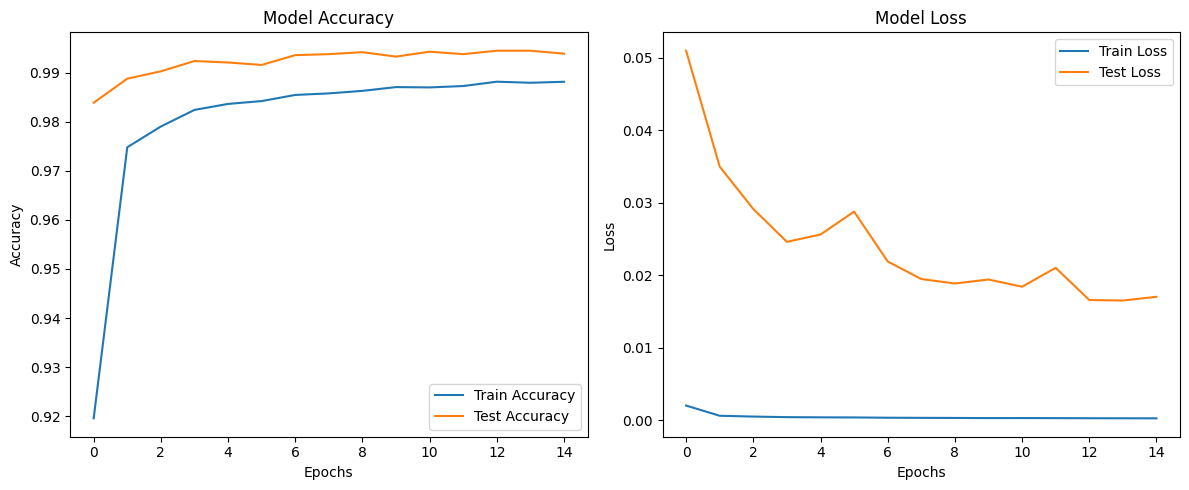 Model Accuracy
Accuracy
0.99
0.98
0.97
0.96
0.95
0.94
0.93
0.92
0 2 4 6 8 10 12 14
Epochs
Train Accuracy
Test Accuracy
Model Loss
Loss
0.05
0.04
0.03
0.02
0.01
0.00
0 2 4 6 8 10 12 14
Epochs
Train Loss
Test Loss